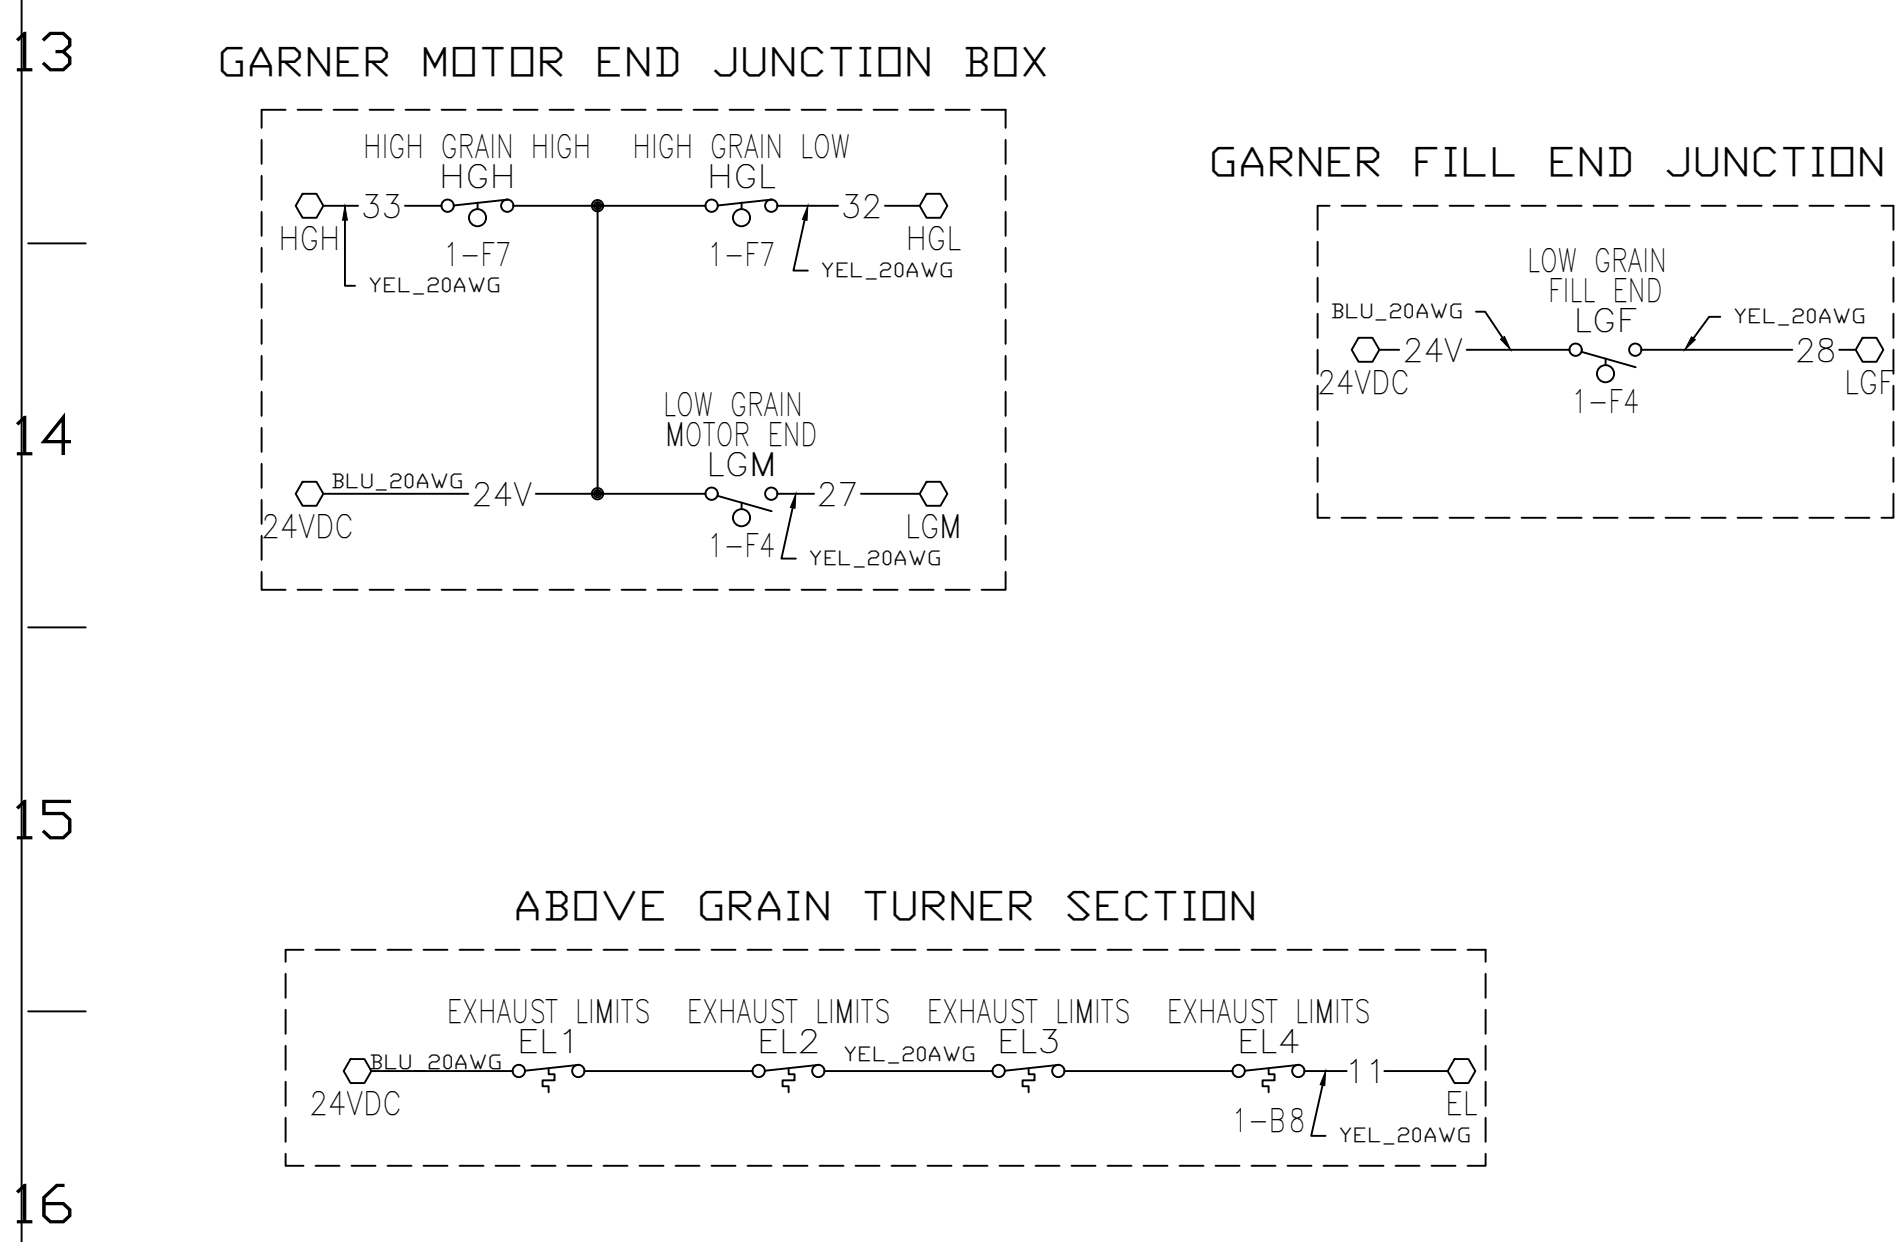 13
GARNER MOTOR END JUNCTION BOX
HIGH GRAIN HIGH
HGH
HIGH GRAIN LOW
HGL
33
32
HGH
1-F7
YEL_20AWG
1-F7
YEL_20AWG
HGL
LOW GRAIN
MOTOR END
LGM
BLU_20AWG
24V
27
24VDC
1-F4
YEL_20AWG
LGM
GARNER FILL END JUNCTION
LOW GRAIN
FILL END
LGF
BLU_20AWG
YEL_20AWG
24V
28
24VDC
1-F4
LGF
14
15
ABOVE GRAIN TURNER SECTION
EXHAUST LIMITS
EL1
EXHAUST LIMITS
EL2
EXHAUST LIMITS
EL3
EXHAUST LIMITS
EL4
BLU_20AWG
YEL_20AWG
11
24VDC
1-B8
YEL_20AWG
EL
16